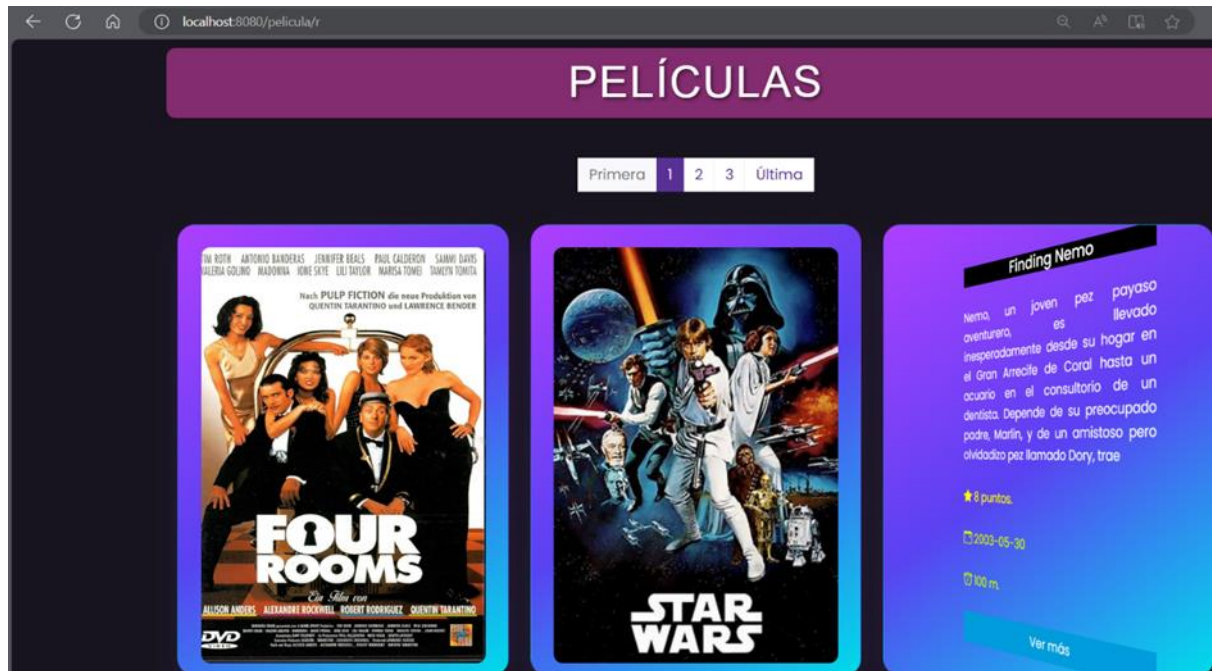 localhost:8080/pelicula/r
PELÍCULAS
Primera 1 2 3 Última
TIM ROTH ANTONIO BANDERAS JENNIFER BEALS PAUL CALDERON SAMMI DAVIS
VALERIA GOLINO MADONNA IONE SKYE LILI TAYLOR MARISA TOMEI TAMLYN TOMITA
Nach PULP FICTION die neue Produktion von
QUENTIN TARANTINO und LAWRENCE BENDER
FOUR
ROOMS
Ein Film von
ALLISON ANDERS ALEXANDRE ROCKWELL ROBERT RODRIGUEZ QUENTIN TARANTINO
DVD
VIDEO
STAR
WARS
Finding Nemo
Nemo, un joven pez payaso
aventurero, es llevado
inesperadamente desde su hogar en
el Gran Arrecife de Coral hasta un
acuario en el consultorio de un
dentista. Depende de su preocupado
padre, Marlin, y de un amistoso pero
olvidadizo pez llamado Dory, trae
8 puntos.
2003-05-30
100 m.
Ver más